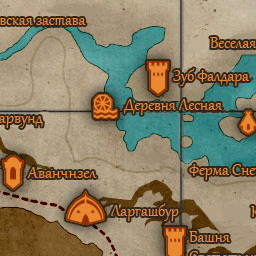 вская застава
Веселая
Зуб Фалдара
Деревня Лесная
арвунд
Ферма Сне
Аванчнзел
Ларгашбур
Башня